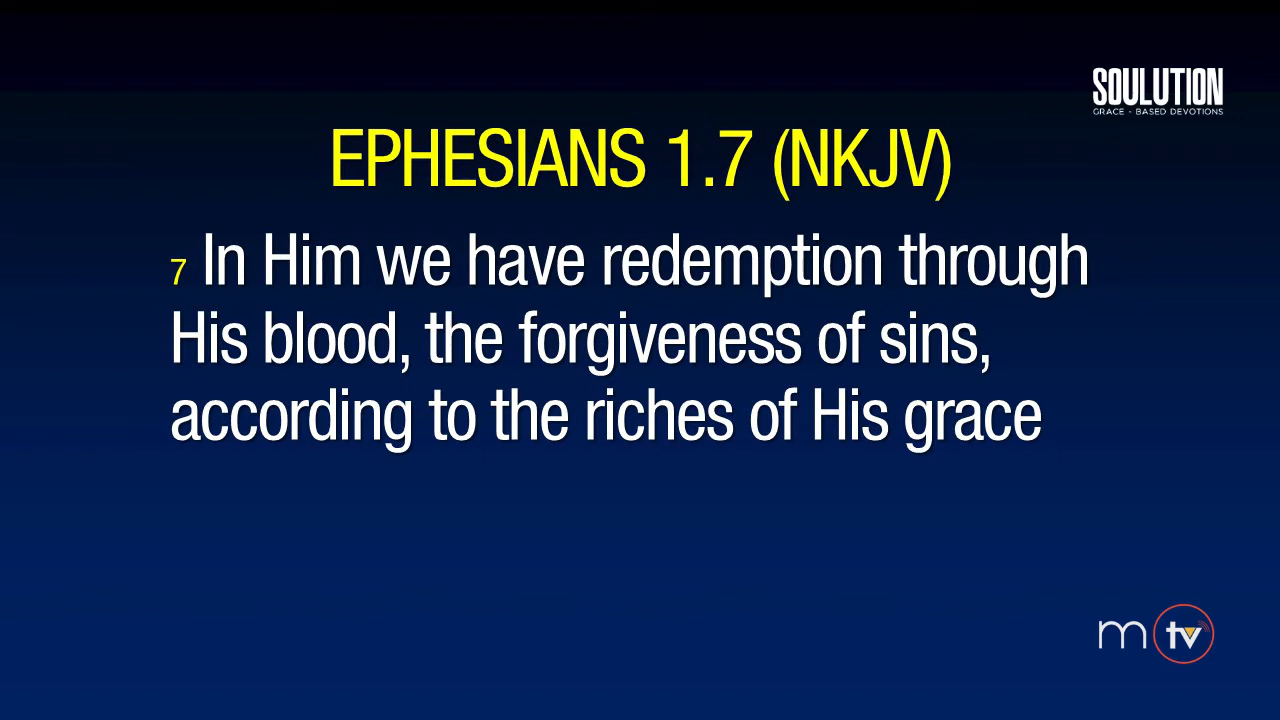 SOULUTION
GRACE - BASED DEVOTIONS
EPHESIANS 1.7 (NKJV)
7 In Him we have redemption through
His blood, the forgiveness of sins,
according to the riches of His grace
m tv